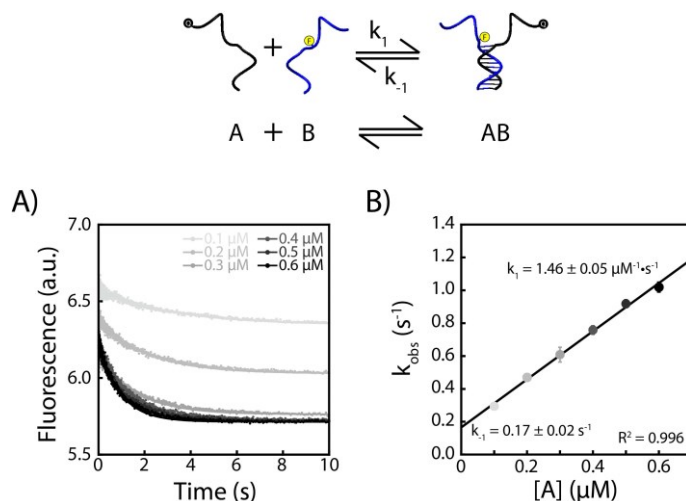 F
+
F
k₁
k₋₁
A + B
AB
A)
7.0
6.5
6.0
5.5
Fluorescence (a.u.)
0.1 μM
0.2 μM
0.3 μM
0.4 μM
0.5 μM
0.6 μM
0 2 4 6 8 10
Time (s)
B)
1.4
1.2
1.0
0.8
0.6
0.4
0.2
0
kobs (s⁻¹)
k₁ = 1.46 ± 0.05 μM⁻¹•s⁻¹
k₋₁ = 0.17 ± 0.02 s⁻¹
R² = 0.996
0 0.2 0.4 0.6
[A] (μM)